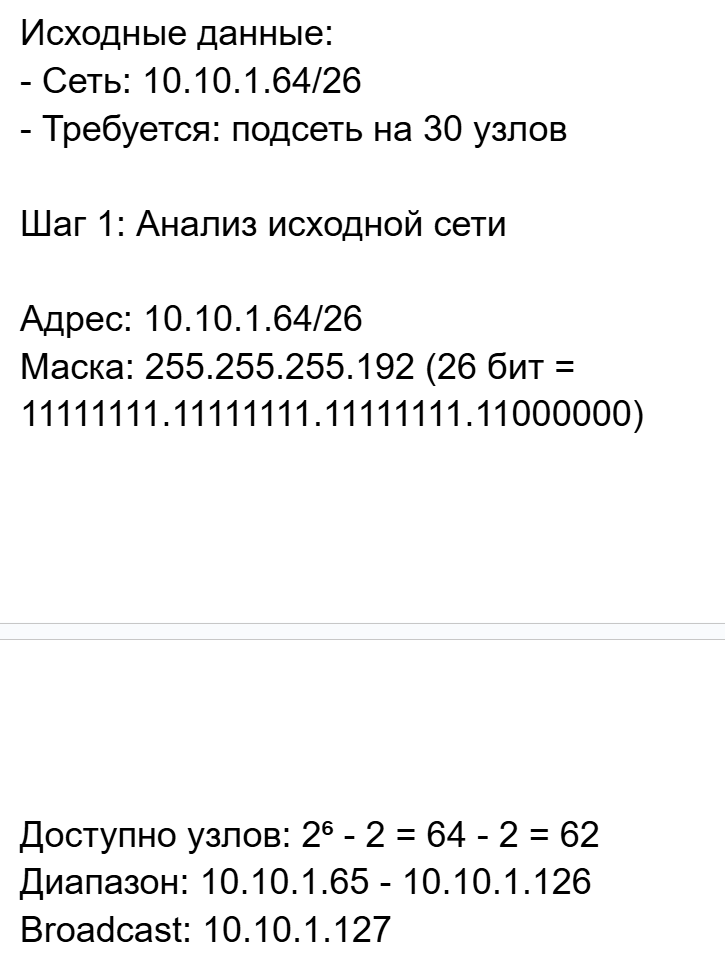 Исходные данные:
- Сеть: 10.10.1.64/26
- Требуется: подсеть на 30 узлов
Шаг 1: Анализ исходной сети
Адрес: 10.10.1.64/26
Маска: 255.255.255.192 (26 бит =
11111111.11111111.11111111.11000000)
Доступно узлов: 2⁶ - 2 = 64 - 2 = 62
Диапазон: 10.10.1.65 - 10.10.1.126
Broadcast: 10.10.1.127